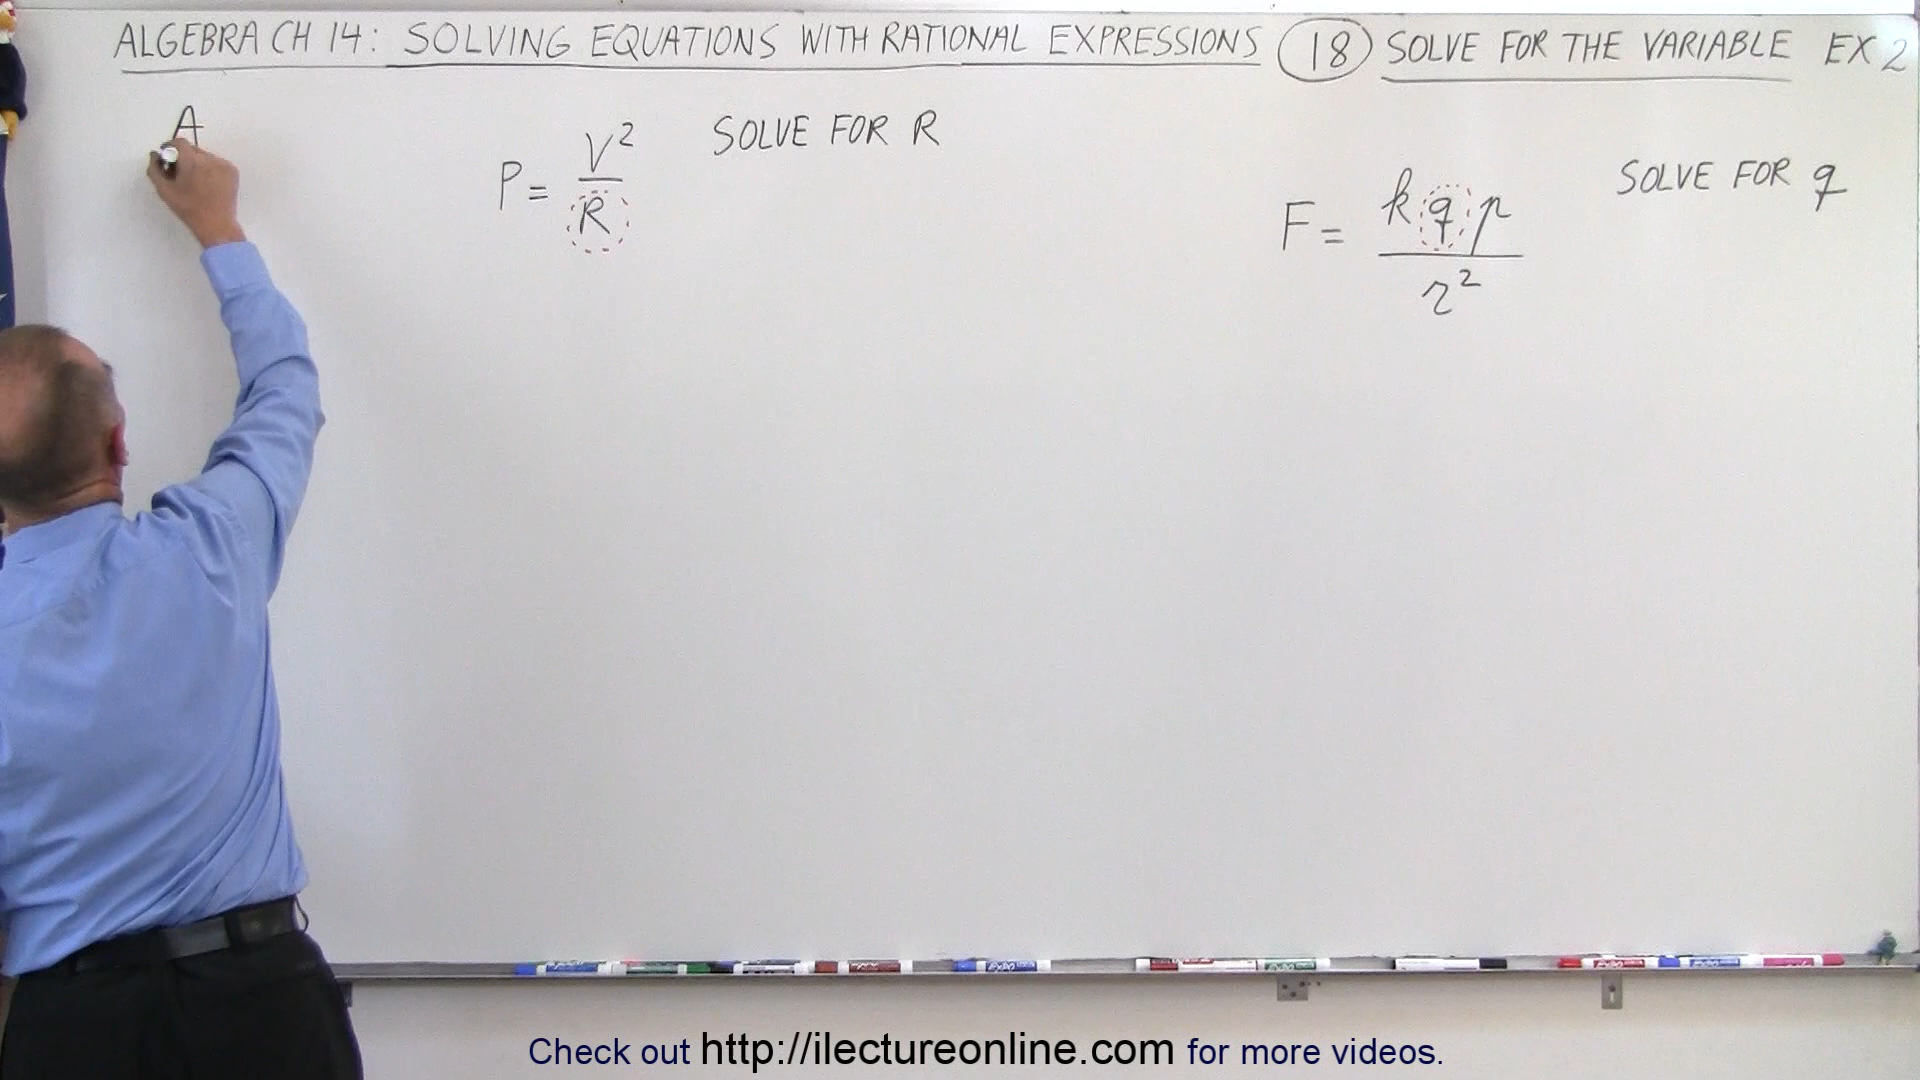 ALGEBRA CH 14: SOLVING EQUATIONS WITH RATIONAL EXPRESSIONS (18) SOLVE FOR THE VARIABLE EX 2
A
P = V²/R SOLVE FOR R
F = kqp/r² SOLVE FOR q
Check out http://ilectureonline.com for more videos.